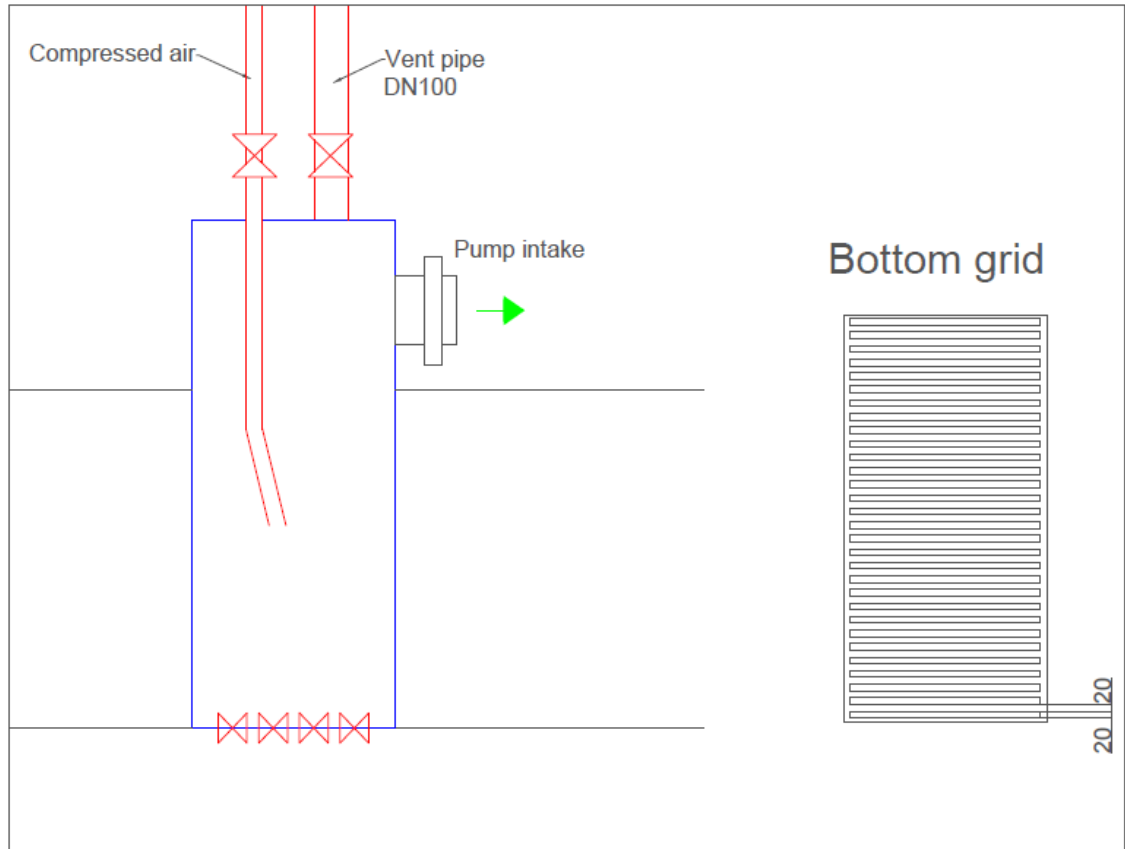 Compressed air
Vent pipe
DN100
Pump intake
Bottom grid
20
20